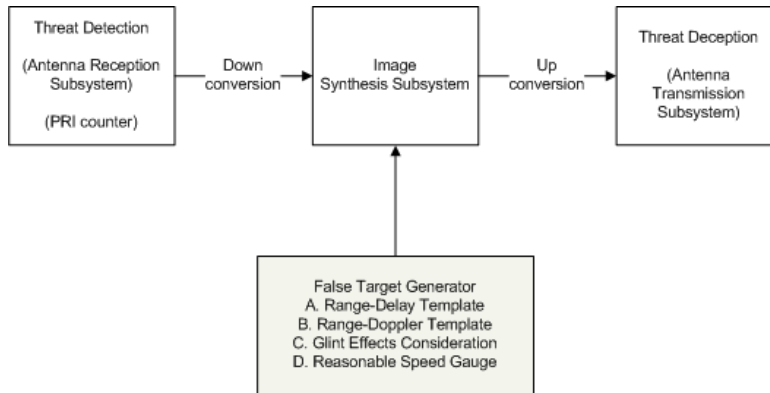 Threat Detection
(Antenna Reception
Subsystem)
(PRI counter)
Down
conversion
Image
Synthesis Subsystem
Up
conversion
Threat Deception
(Antenna
Transmission
Subsystem)
False Target Generator
A. Range-Delay Template
B. Range-Doppler Template
C. Glint Effects Consideration
D. Reasonable Speed Gauge